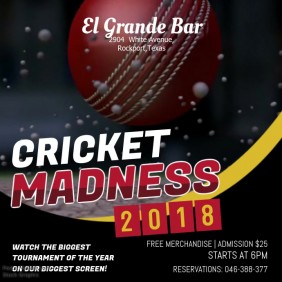 El Grande Bar
2904 White Avenue,
Rockport,Texas
CRICKET
MADNESS
2018
WATCH THE BIGGEST
TOURNAMENT OF THE YEAR
ON OUR BIGGEST SCREEN!
FREE MERCHANDISE | ADMISSION $25
STARTS AT 6PM
RESERVATIONS: 046-388-377